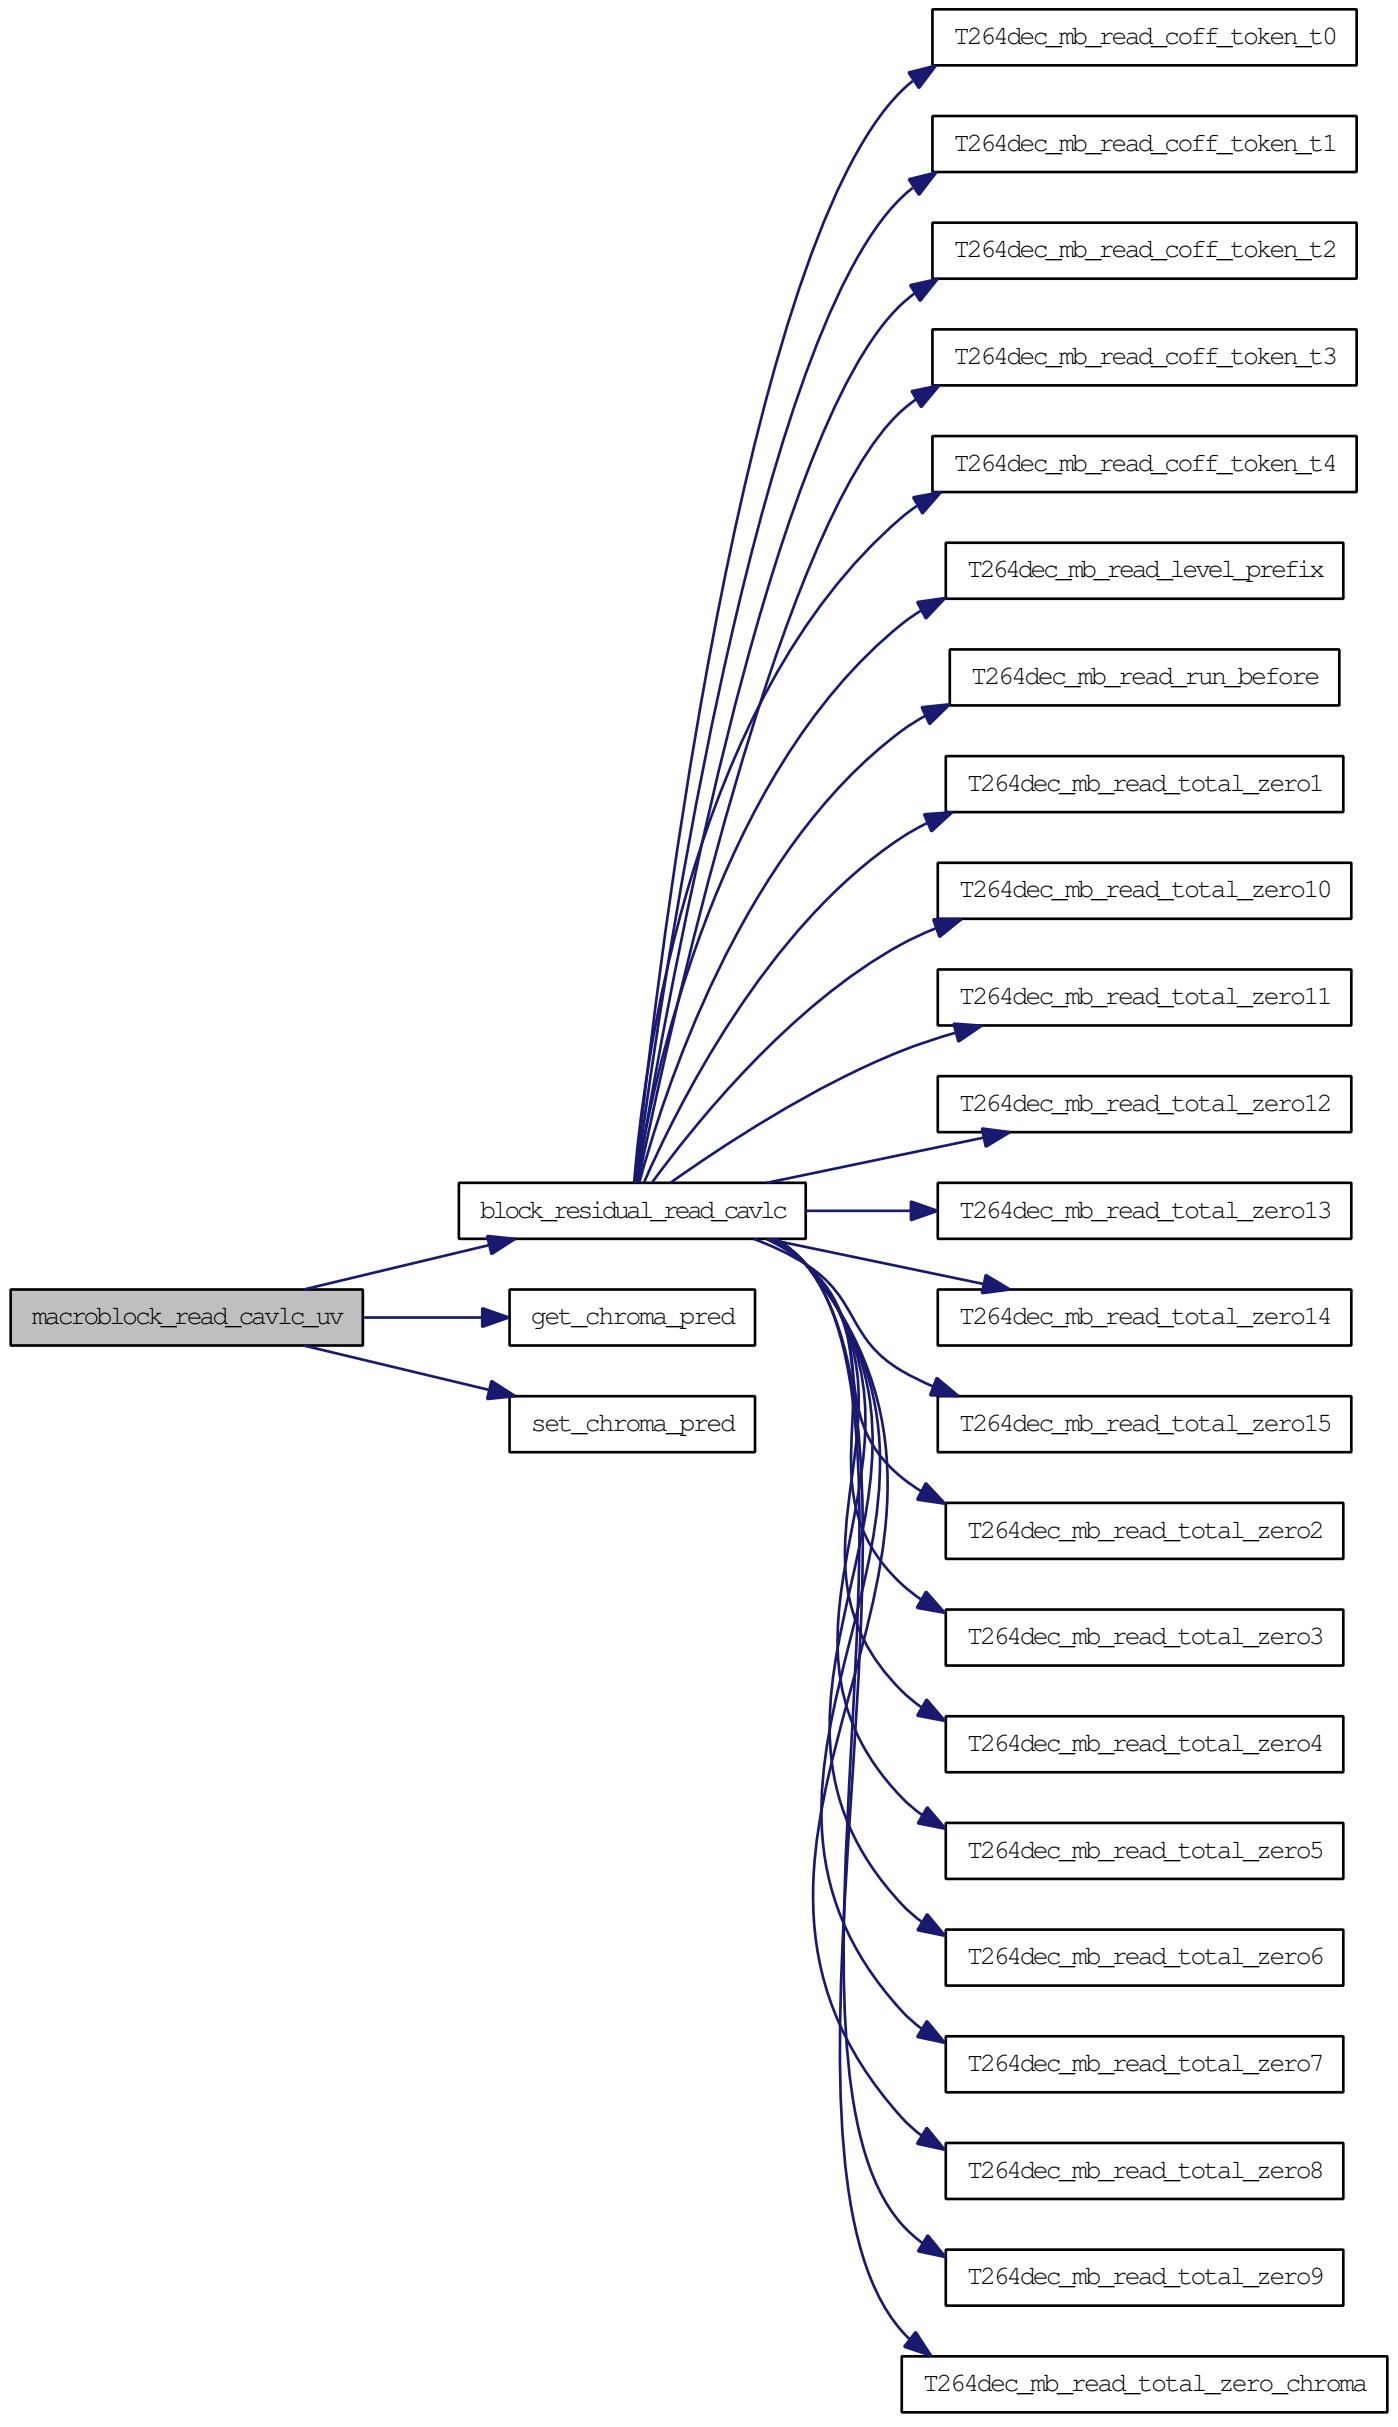 T264dec_mb_read_coff_token_t0
T264dec_mb_read_coff_token_t1
T264dec_mb_read_coff_token_t2
T264dec_mb_read_coff_token_t3
T264dec_mb_read_coff_token_t4
T264dec_mb_read_level_prefix
T264dec_mb_read_run_before
T264dec_mb_read_total_zero1
T264dec_mb_read_total_zero10
T264dec_mb_read_total_zero11
T264dec_mb_read_total_zero12
block_residual_read_cavlc
T264dec_mb_read_total_zero13
macroblock_read_cavlc_uv
get_chroma_pred
T264dec_mb_read_total_zero14
set_chroma_pred
T264dec_mb_read_total_zero15
T264dec_mb_read_total_zero2
T264dec_mb_read_total_zero3
T264dec_mb_read_total_zero4
T264dec_mb_read_total_zero5
T264dec_mb_read_total_zero6
T264dec_mb_read_total_zero7
T264dec_mb_read_total_zero8
T264dec_mb_read_total_zero9
T264dec_mb_read_total_zero_chroma